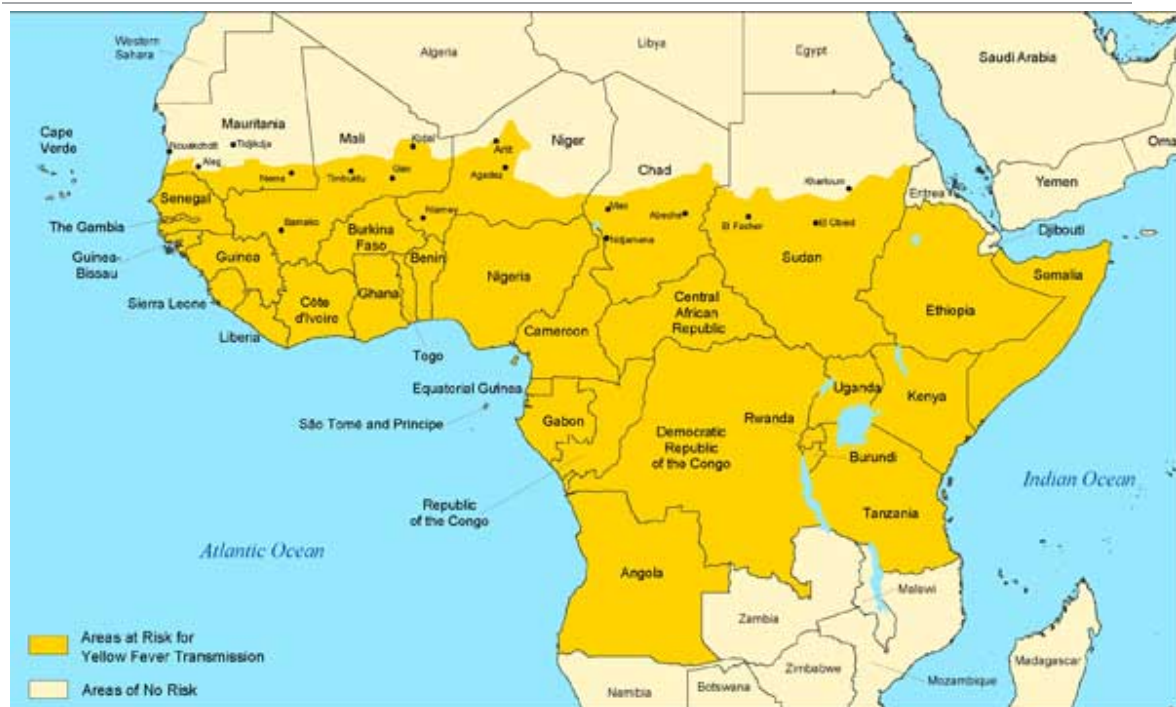 Western
Sahara
Algeria
Libya
Egypt
Saudi Arabia
Cape
Verde
Mauritania
Nouakchott
Tidjikdja
Aleg
Mali
Kidal
Niger
Chad
Oma
Yemen
Nema
Timbuktu
Gao
Agadez
Khartoum
Eritrea
Senegal
The Gambia
Bamako
Niamey
Mao
Abeche
El Fasher
El Obeid
Djibouti
Guinea-
Bissau
Guinea
Burkina
Faso
Benin
Ndjamena
Nigeria
Sudan
Somalia
Sierra Leone
Côte
d'Ivoire
Ghana
Central
African
Republic
Ethiopia
Liberia
Togo
Cameroon
Equatorial Guinea
São Tomé and Principe
Gabon
Uganda
Kenya
Rwanda
Democratic
Republic
of the Congo
Burundi
Indian Ocean
Republic
of the Congo
Tanzania
Atlantic Ocean
Angola
Malawi
Zambia
Areas at Risk for
Yellow Fever Transmission
Areas of No Risk
Zimbabwe
Madagascar
Mozambique
Namibia
Botswana